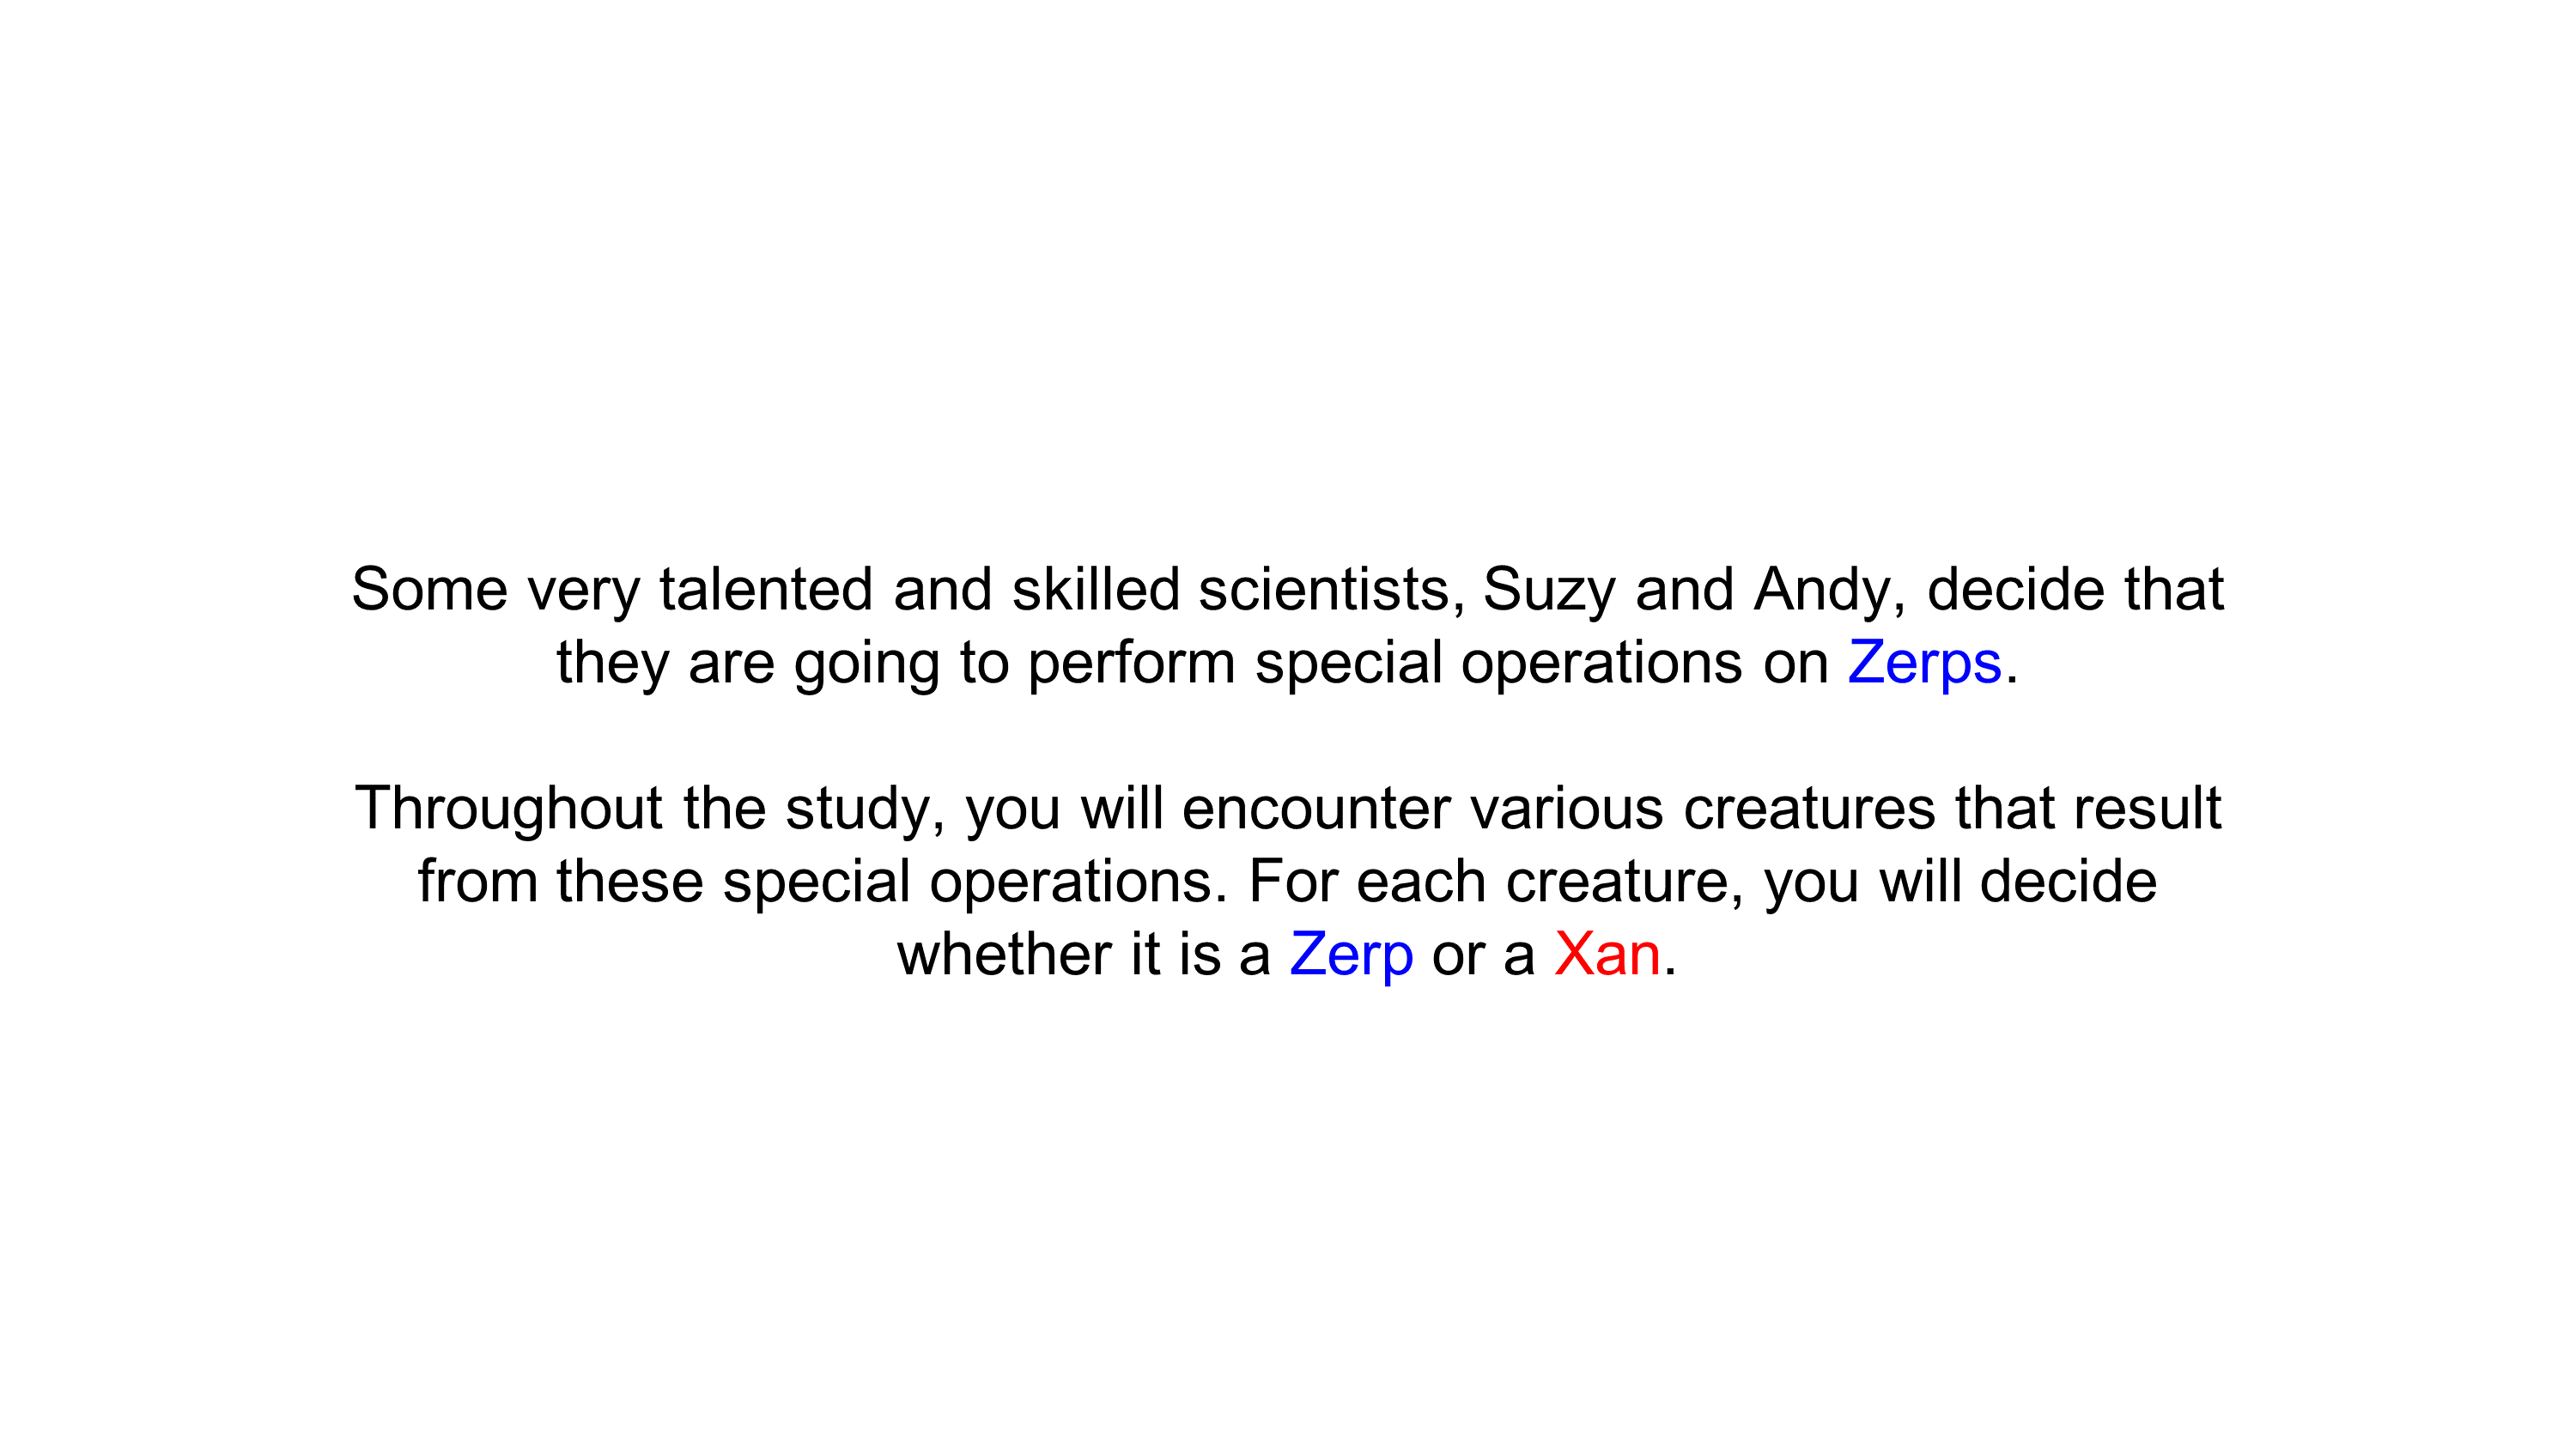 Some very talented and skilled scientists, Suzy and Andy, decide that
they are going to perform special operations on Zerps.
Throughout the study, you will encounter various creatures that result
from these special operations. For each creature, you will decide
whether it is a Zerp or a Xan.